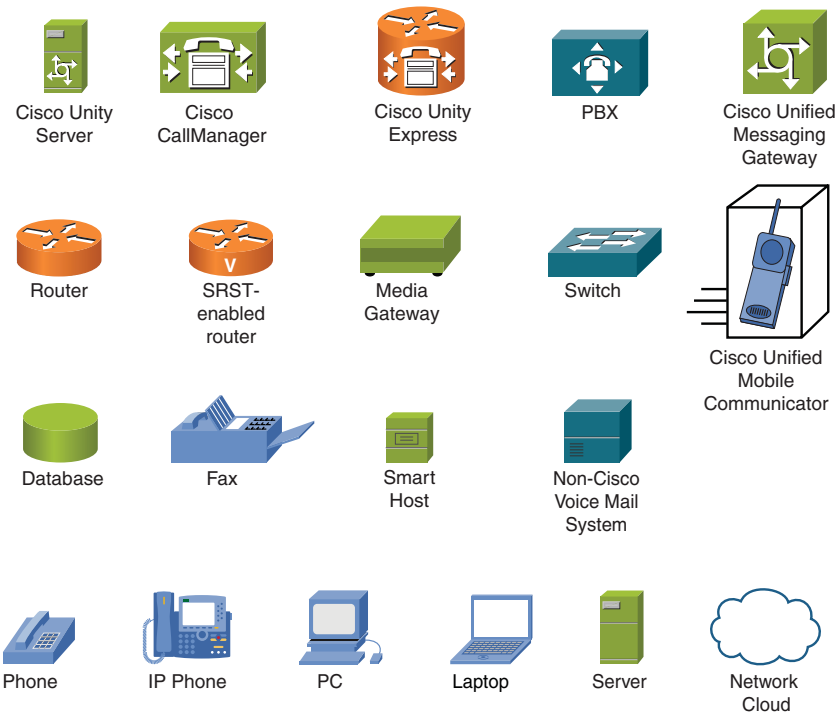 Cisco Unity
Server
Cisco
CallManager
Cisco Unity
Express
PBX
Cisco Unified
Messaging
Gateway
Router
V
SRST-
enabled
router
Media
Gateway
Switch
Cisco Unified
Mobile
Communicator
Database
Fax
Smart
Host
Non-Cisco
Voice Mail
System
Phone
IP Phone
PC
Laptop
Server
Network
Cloud